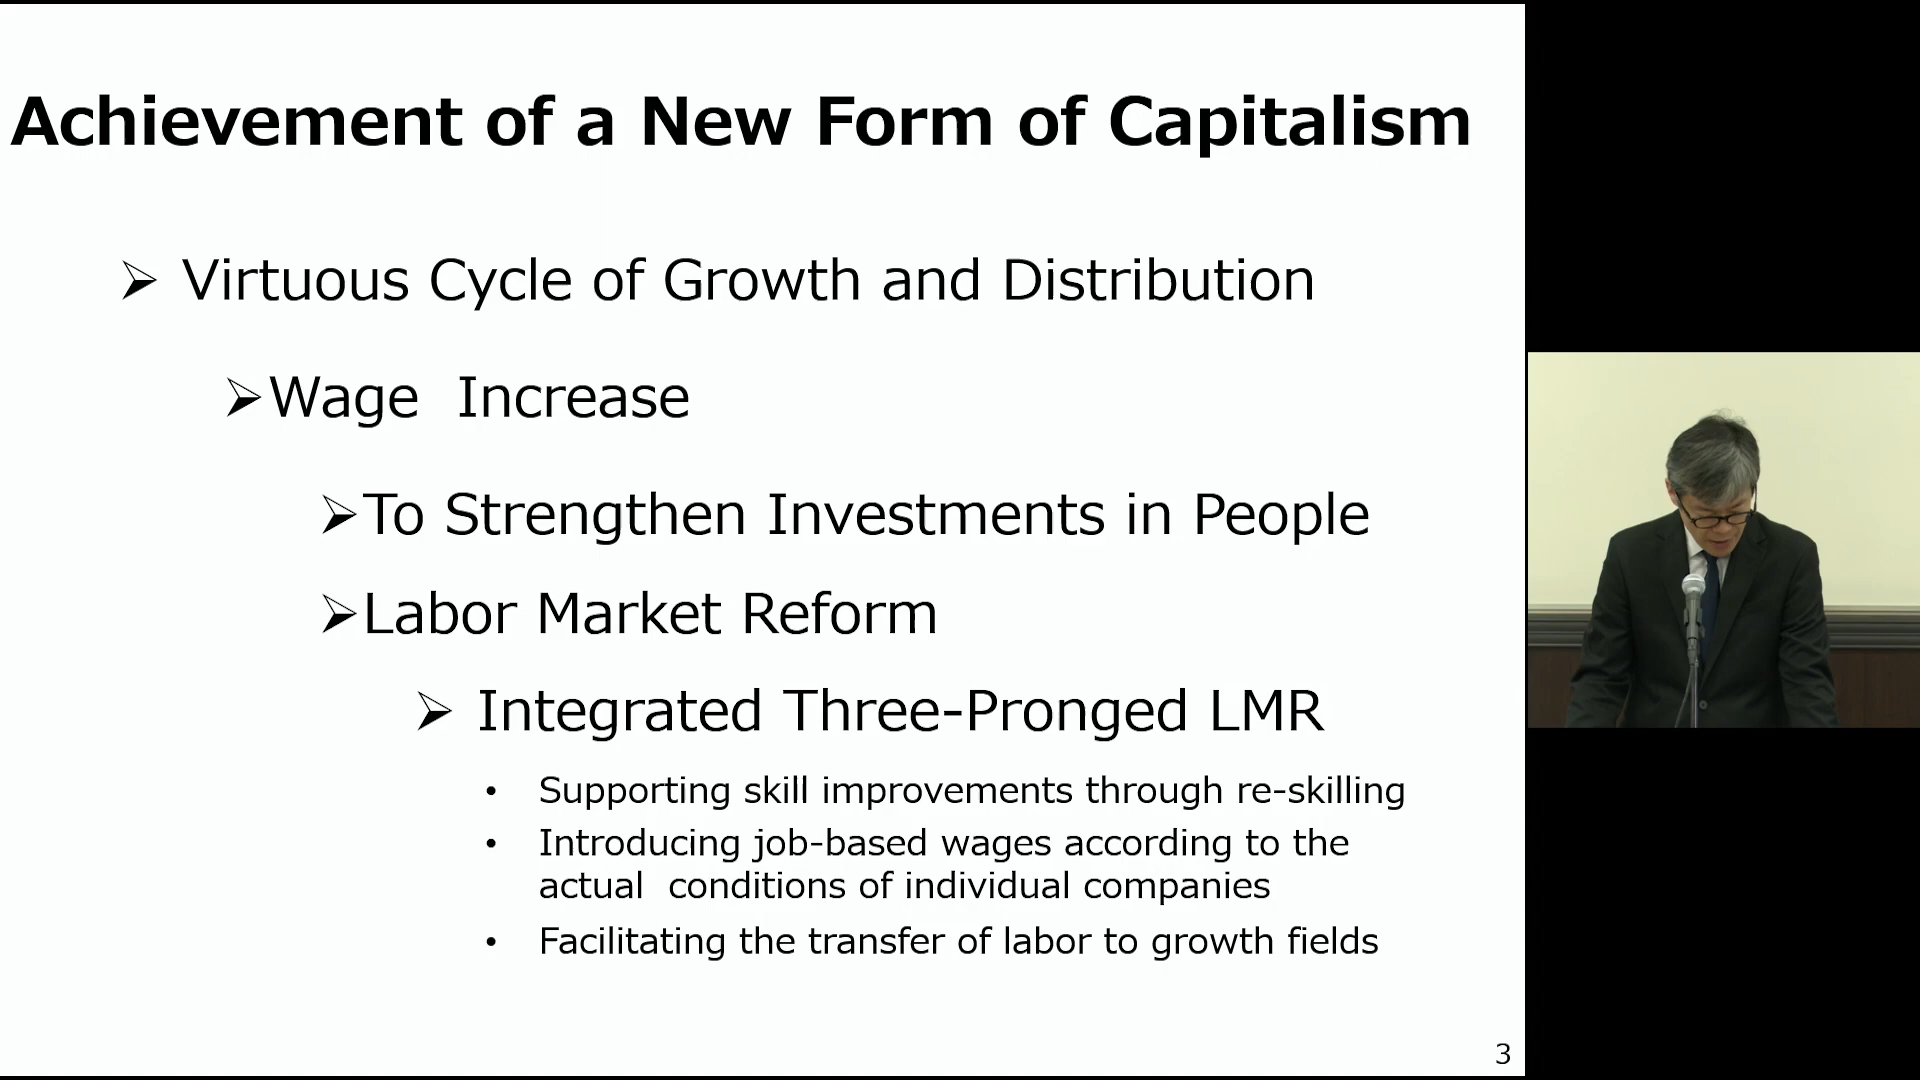 Achievement of a New Form of Capitalism
➢ Virtuous Cycle of Growth and Distribution
➢Wage  Increase
➢To Strengthen Investments in People
➢Labor Market Reform
➢ Integrated Three-Pronged LMR
• Supporting skill improvements through re-skilling
• Introducing job-based wages according to the
actual  conditions of individual companies
• Facilitating the transfer of labor to growth fields
3